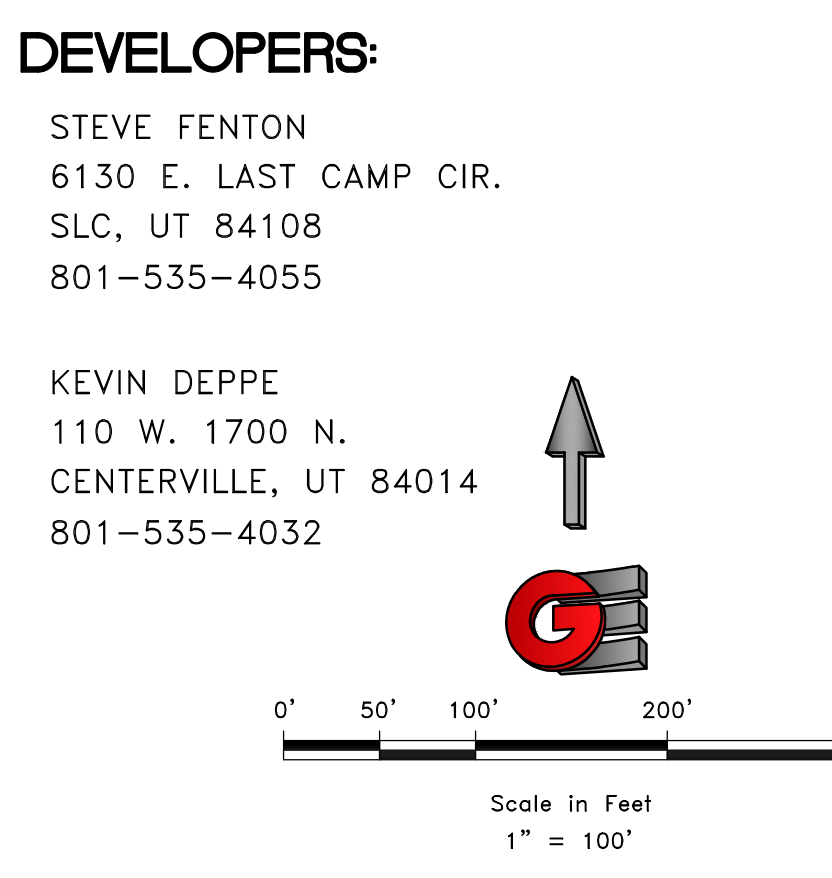 DEVELOPERS:
STEVE FENTON
6130 E. LAST CAMP CIR.
SLC, UT 84108
801-535-4055
KEVIN DEPPE
110 W. 1700 N.
CENTERVILLE, UT 84014
801-535-4032
GE
0' 50' 100' 200'
Scale in Feet
1" = 100'